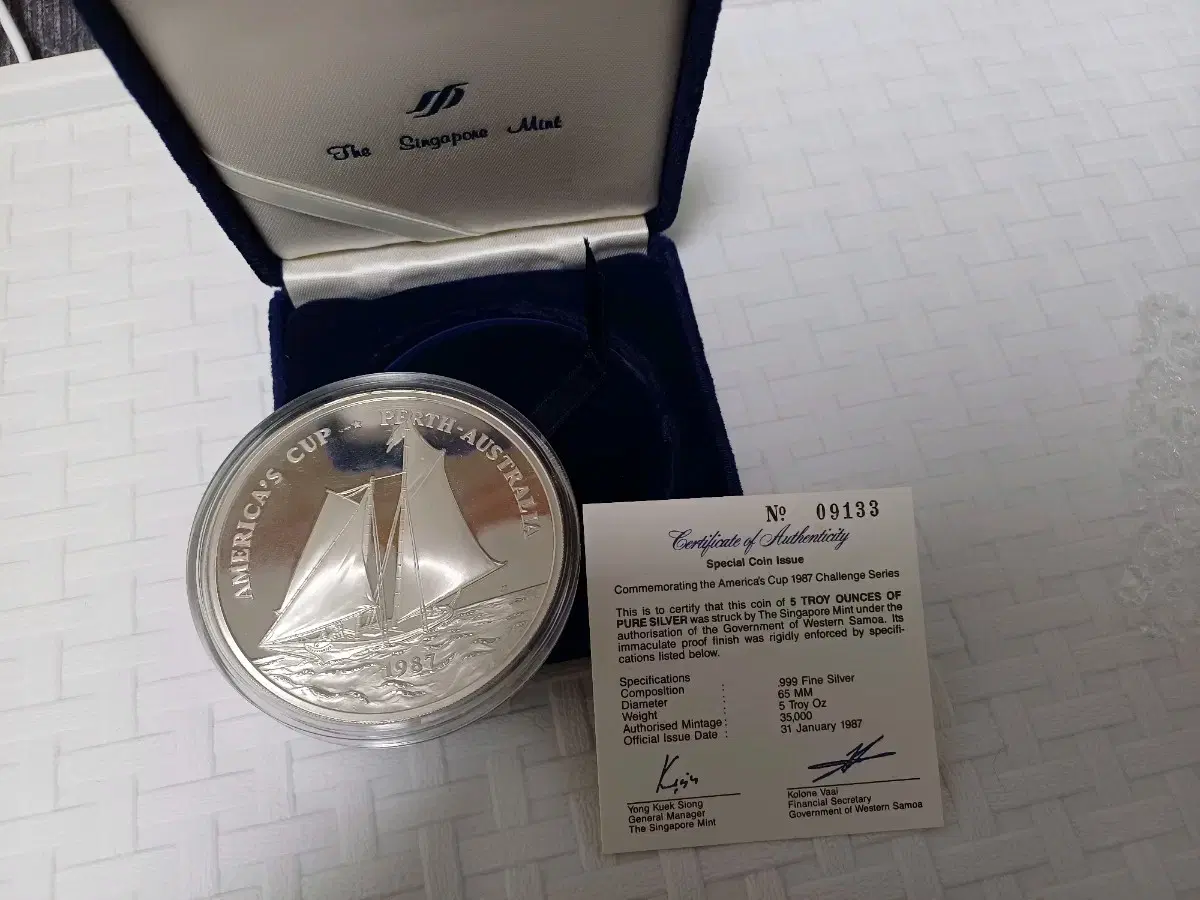 The Singapore Mint
AMERICA'S CUP PERTH-AUSTRALIA
1987
Nº 09133
Certificate of Authenticity
Special Coin Issue
Commemorating the America's Cup 1987 Challenge Series
This is to certify that this coin of 5 TROY OUNCES OF
PURE SILVER was struck by The Singapore Mint under the
authorisation of the Government of Western Samoa. Its
immaculate proof finish was rigidly enforced by specifi-
cations listed below.
Specifications
Composition : .999 Fine Silver
Diameter : 65 MM
Weight : 5 Troy Oz
Authorised Mintage : 35,000
Official Issue Date : 31 January 1987
Yong Kuek Siong
General Manager
The Singapore Mint
Kolone Vaai
Financial Secretary
Government of Western Samoa